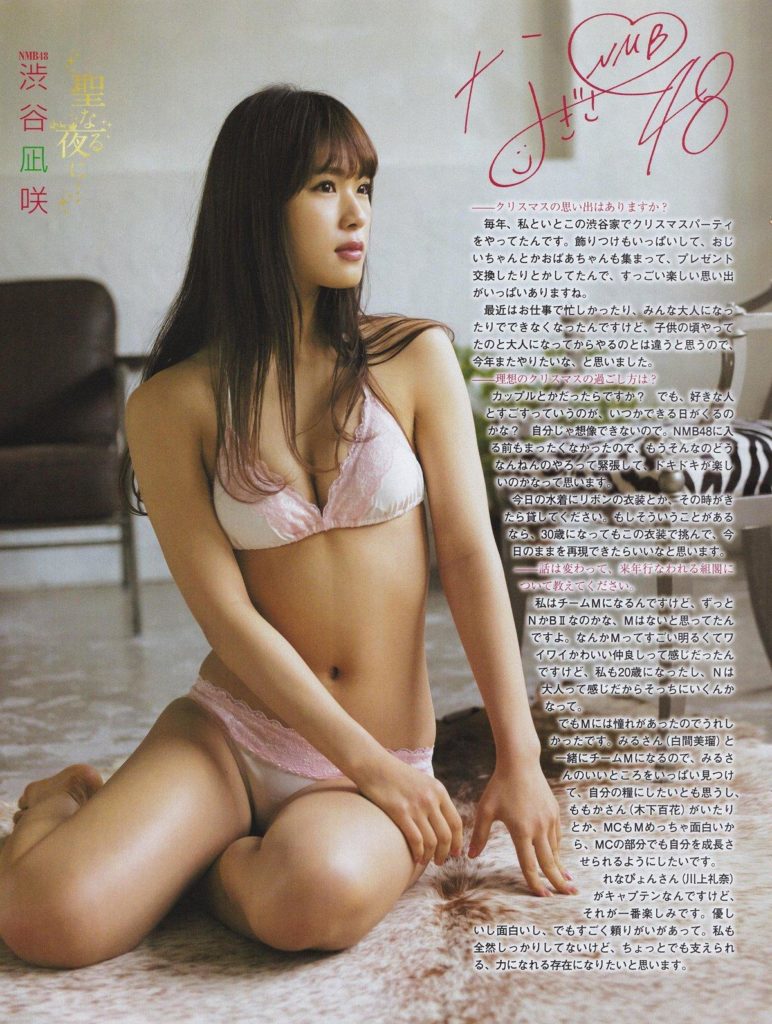 NMB48
渋谷凪咲
聖なる
夜に…
なぎさ
NMB
48
――クリスマスの思い出はありますか?
毎年、私といとこの渋谷家でクリスマスパーティ
をやってたんです。飾りつけもいっぱいして、おじ
いちゃんとかおばあちゃんも集まって、プレゼント
交換したりとかしてたんで、すっごい楽しい思い出
がいっぱいありますね。
最近はお仕事で忙しかったり、みんな大人になっ
たりでできなくなったんですけど、子供の頃やって
たのと大人になってからやるのとは違うと思うので、
今年またやりたいな、と思いました。
――理想のクリスマスの過ごし方は?
カップルとかだったらですか? でも、好きな人
とすごすっていうのが、いつかできる日がくるの
かな? 自分じゃ想像できないので。NMB48に入
る前もまったくなかったので、もうそんなのどう
なんねんのやろって緊張して、ドキドキが楽し
いのかなって思います。
今日の水着にリボンの衣装とか、その時がき
たら貸してください。もしそういうことがある
なら、30歳になってもこの衣装で挑んで、今
日のままを再現できたらいいなと思います。
――話は変わって、来年行なわれる組閣に
ついて教えてください。
私はチームMになるんですけど、ずっと
NかBⅡなのかな、Mはないと思ってたん
ですよ。なんかMってすごい明るくてワ
イワイかわいい仲良しって感じだったん
ですけど、私も20歳になったし、Nは
大人って感じだからそっちにいくんか
なって。
でもMには憧れがあったのでうれし
かったです。みるさん(白間美瑠)と
一緒にチームMになるので、みるさ
んのいいところをいっぱい見つけ
て、自分の糧にしたいとも思うし、
ももかさん(木下百花)がいたり
とか、MCもMめっちゃ面白いか
ら、MCの部分でも自分を成長さ
せられるようにしたいです。
れなぴょんさん(川上礼奈)
がキャプテンなんですけど、
それが一番楽しみです。優し
いし面白いし、でもすごく頼りがいがあって。私も
全然しっかりしてないけど、ちょっとでも支えられ
る、力になれる存在になりたいと思います。